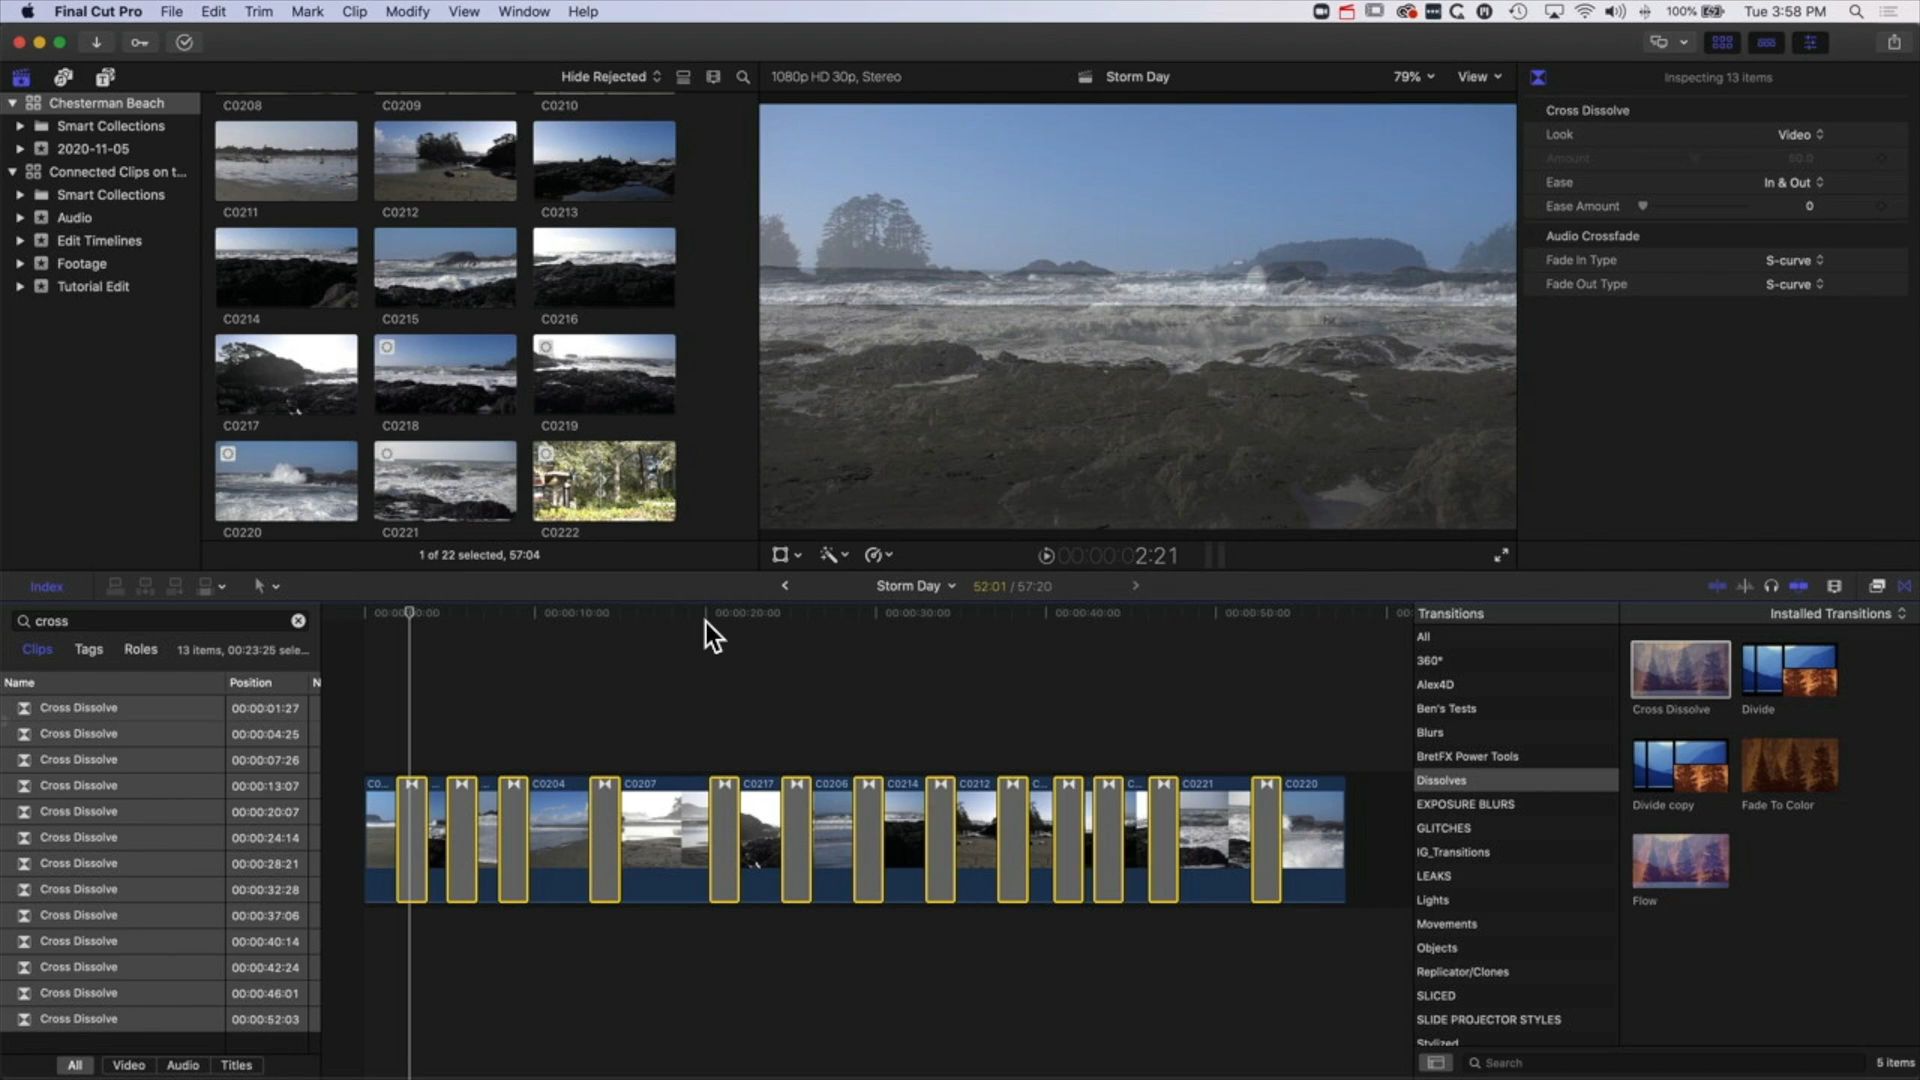 Final Cut Pro File Edit Trim Mark Clip Modify View Window Help 100% Tue 3:58 PM
Hide Rejected 1080p HD 30p, Stereo Storm Day 79% View Inspecting 13 items
Chesterman Beach
Smart Collections
2020-11-05
Connected Clips on t...
Smart Collections
Audio
Edit Timelines
Footage
Tutorial Edit
C0208 C0209 C0210
C0211 C0212 C0213
C0214 C0215 C0216
C0217 C0218 C0219
C0220 C0221 C0222
1 of 22 selected, 57:04
00:00:02:21
Cross Dissolve
Look Video
Amount 50.0
Ease In & Out
Ease Amount 0
Audio Crossfade
Fade In Type S-curve
Fade Out Type S-curve
Index Storm Day 52:01 / 57:20
cross
Clips Tags Roles 13 items, 00:23:25 sele...
Name Position N
Cross Dissolve 00:00:01:27
Cross Dissolve 00:00:04:25
Cross Dissolve 00:00:07:26
Cross Dissolve 00:00:13:07
Cross Dissolve 00:00:20:07
Cross Dissolve 00:00:24:14
Cross Dissolve 00:00:28:21
Cross Dissolve 00:00:32:28
Cross Dissolve 00:00:37:06
Cross Dissolve 00:00:40:14
Cross Dissolve 00:00:42:24
Cross Dissolve 00:00:46:01
Cross Dissolve 00:00:52:03
All Video Audio Titles
00:00:10:00 00:00:20:00 00:00:30:00 00:00:40:00 00:00:50:00 00:
C0... ... ... C0204 C0207 C0217 C0206 C0214 C0212 C... C... C0221 C0220
Transitions Installed Transitions
All
360°
Alex4D
Ben's Tests
Blurs
BretFX Power Tools
Dissolves
EXPOSURE BLURS
GLITCHES
IG_Transitions
LEAKS
Lights
Movements
Objects
Replicator/Clones
SLICED
SLIDE PROJECTOR STYLES
Stylized
Cross Dissolve Divide
Divide copy Fade To Color
Flow
Search 5 items